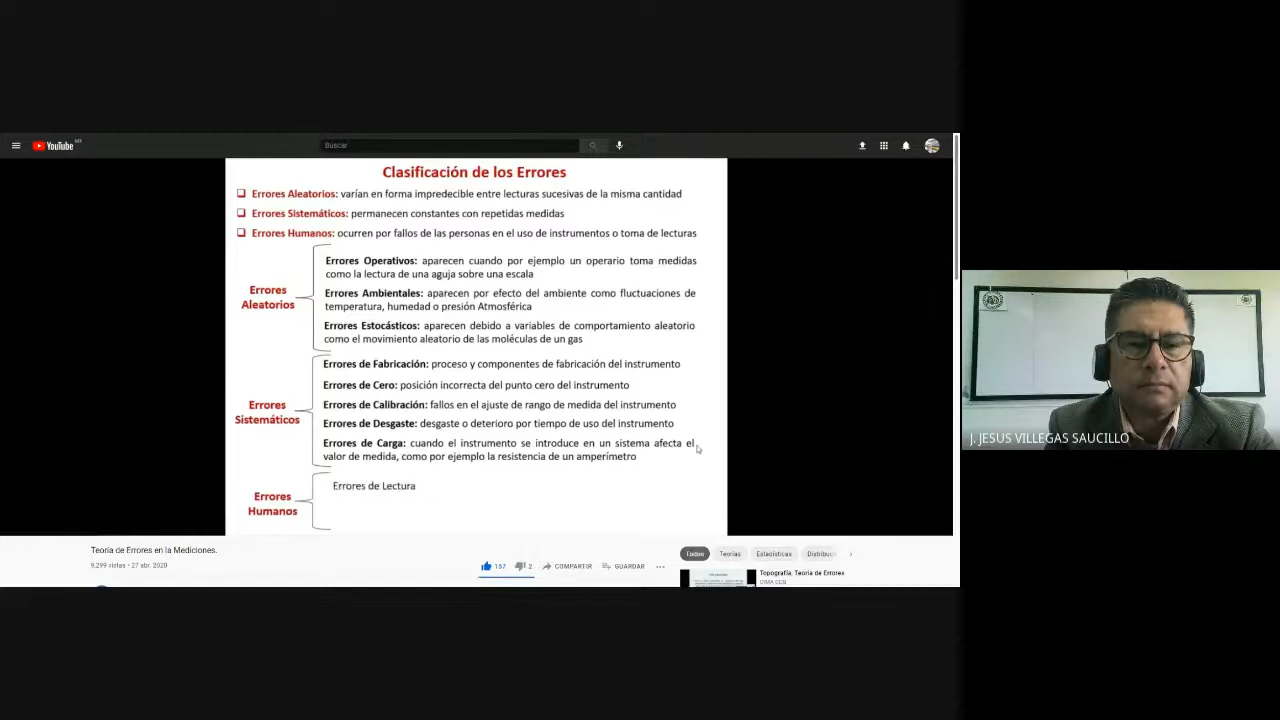 YouTube MX
Buscar
Clasificación de los Errores
Errores Aleatorios: varían en forma impredecible entre lecturas sucesivas de la misma cantidad
Errores Sistemáticos: permanecen constantes con repetidas medidas
Errores Humanos: ocurren por fallos de las personas en el uso de instrumentos o toma de lecturas
Errores
Aleatorios
Errores Operativos: aparecen cuando por ejemplo un operario toma medidas
como la lectura de una aguja sobre una escala
Errores Ambientales: aparecen por efecto del ambiente como fluctuaciones de
temperatura, humedad o presión Atmosférica
Errores Estocásticos: aparecen debido a variables de comportamiento aleatorio
como el movimiento aleatorio de las moléculas de un gas
Errores
Sistemáticos
Errores de Fabricación: proceso y componentes de fabricación del instrumento
Errores de Cero: posición incorrecta del punto cero del instrumento
Errores de Calibración: fallos en el ajuste de rango de medida del instrumento
Errores de Desgaste: desgaste o deterioro por tiempo de uso del instrumento
Errores de Carga: cuando el instrumento se introduce en un sistema afecta el
valor de medida, como por ejemplo la resistencia de un amperímetro
Errores
Humanos
Errores de Lectura
Teoría de Errores en la Mediciones.
9,299 vistas • 27 abr. 2020
157
2
COMPARTIR
GUARDAR
Todos
Teorías
Estadísticas
Topografía, Teoría de Errores
CIMA CCB
J. JESUS VILLEGAS SAUCILLO